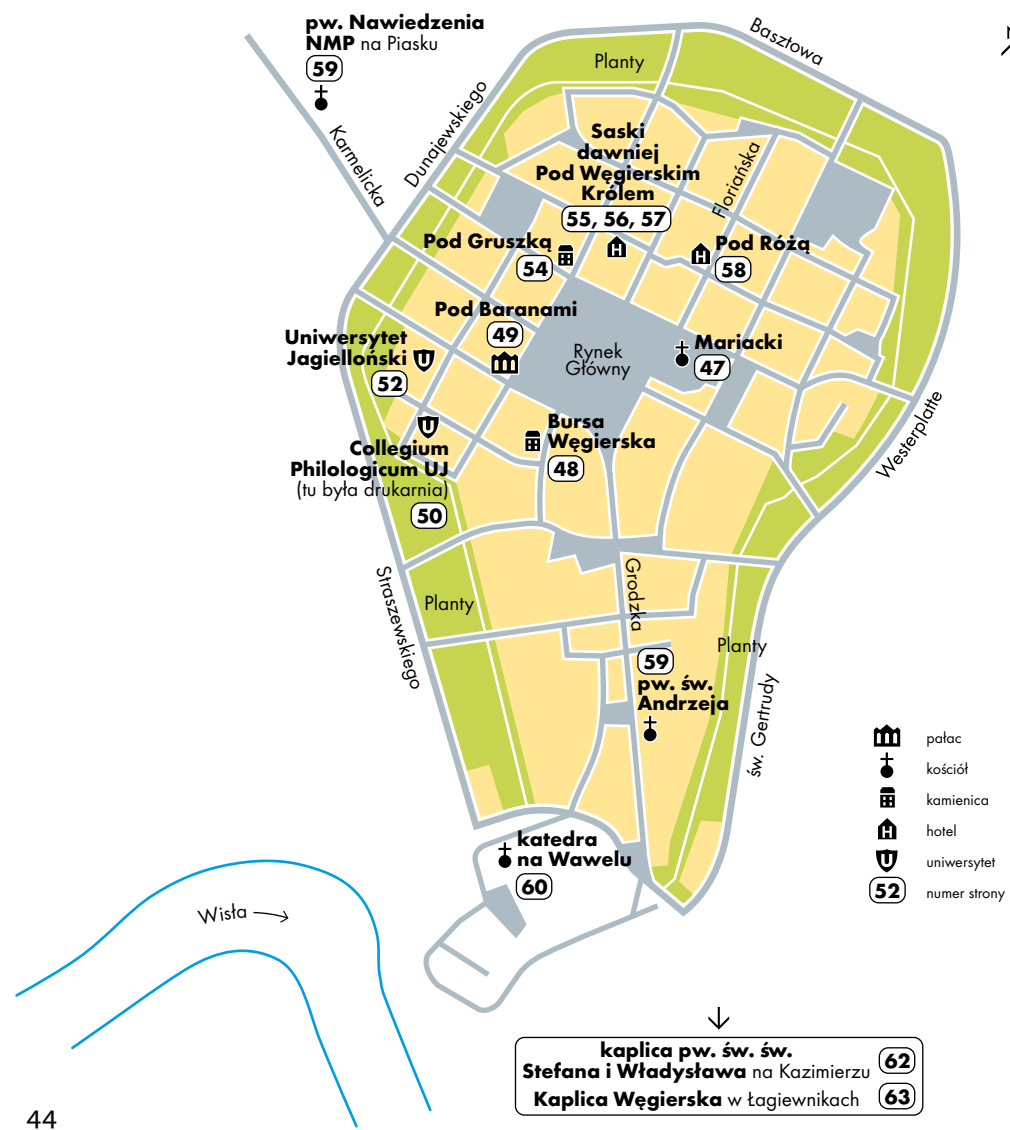 pw. Nawiedzenia
NMP na Piasku
59
Karmelicka
Dunajewskiego
Planty
Basztowa
Saski
dawniej
Pod Węgierskim
Królem
55, 56, 57
Floriańska
Pod Gruszką
54
Pod Różą
58
Pod Baranami
49
Uniwersytet
Jagielloński
52
Rynek
Główny
Mariacki
47
Bursa
Węgierska
48
Collegium
Philologicum UJ
(tu była drukarnia)
50
Westerplatte
Straszewskiego
Planty
Grodzka
Planty
59
pw. św.
Andrzeja
św. Gertrudy
pałac
kościół
kamienica
hotel
uniwersytet
52 numer strony
katedra
na Wawelu
60
Wisła
kaplica pw. św. św.
Stefana i Władysława na Kazimierzu 62
Kaplica Węgierska w Łagiewnikach 63
44